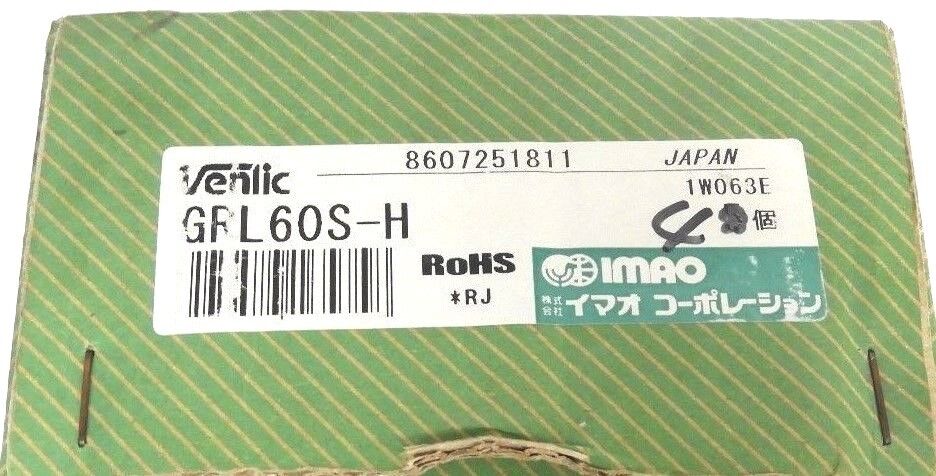 Venlic
8607251811
JAPAN
1W063E
GRL60S-H
4 個
RoHS
*RJ
IMAO
株式会社 イマオ コーポレーション